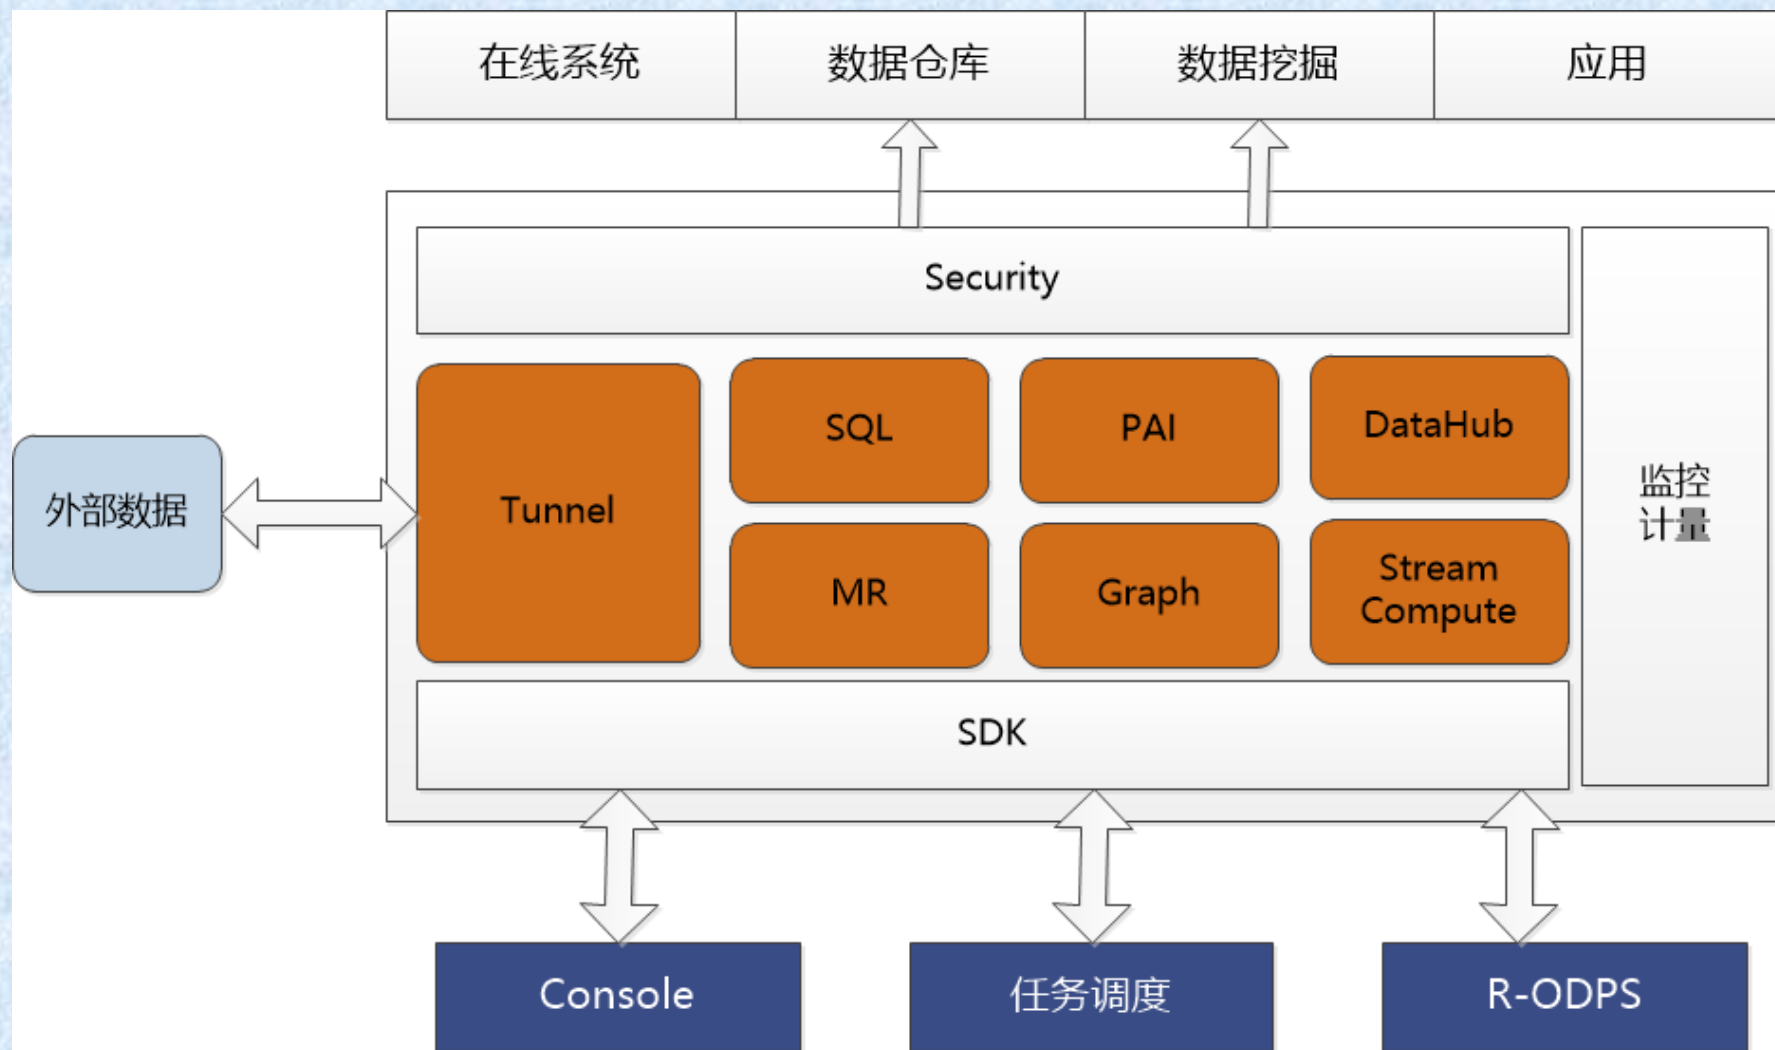 在线系统
数据仓库
数据挖掘
应用
Security
Tunnel
SQL
PAI
DataHub
外部数据
监控
计量
MR
Graph
Stream
Compute
SDK
Console
任务调度
R-ODPS